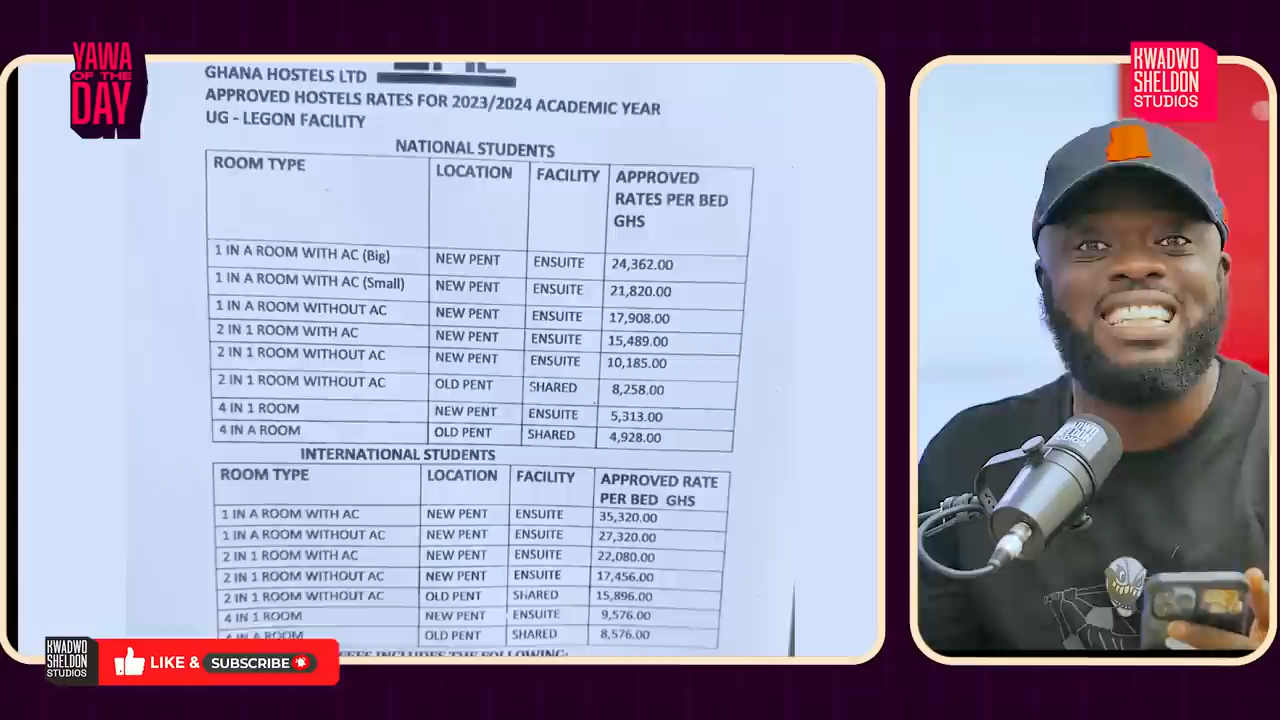 YAWA
OF THE
DAY
KWADWO
SHELDON
STUDIOS
GHANA HOSTELS LTD
APPROVED HOSTELS RATES FOR 2023/2024 ACADEMIC YEAR
UG - LEGON FACILITY
NATIONAL STUDENTS
ROOM TYPE LOCATION FACILITY APPROVED
RATES PER BED
GHS
1 IN A ROOM WITH AC (Big) NEW PENT ENSUITE 24,362.00
1 IN A ROOM WITH AC (Small) NEW PENT ENSUITE 21,820.00
1 IN A ROOM WITHOUT AC NEW PENT ENSUITE 17,908.00
2 IN 1 ROOM WITH AC NEW PENT ENSUITE 15,489.00
2 IN 1 ROOM WITHOUT AC NEW PENT ENSUITE 10,185.00
2 IN 1 ROOM WITHOUT AC OLD PENT SHARED 8,258.00
4 IN 1 ROOM NEW PENT ENSUITE 5,313.00
4 IN A ROOM OLD PENT SHARED 4,928.00
INTERNATIONAL STUDENTS
ROOM TYPE LOCATION FACILITY APPROVED RATE
PER BED GHS
1 IN A ROOM WITH AC NEW PENT ENSUITE 35,320.00
1 IN A ROOM WITHOUT AC NEW PENT ENSUITE 27,320.00
2 IN 1 ROOM WITH AC NEW PENT ENSUITE 22,080.00
2 IN 1 ROOM WITHOUT AC NEW PENT ENSUITE 17,456.00
2 IN 1 ROOM WITHOUT AC OLD PENT SHARED 15,896.00
4 IN 1 ROOM NEW PENT ENSUITE 9,576.00
4 IN A ROOM OLD PENT SHARED 8,576.00
INCLUDES THE FOLLOWING:
KWADWO
SHELDON
STUDIOS
LIKE & SUBSCRIBE
KWADWO
SHELDON
STUDIOS